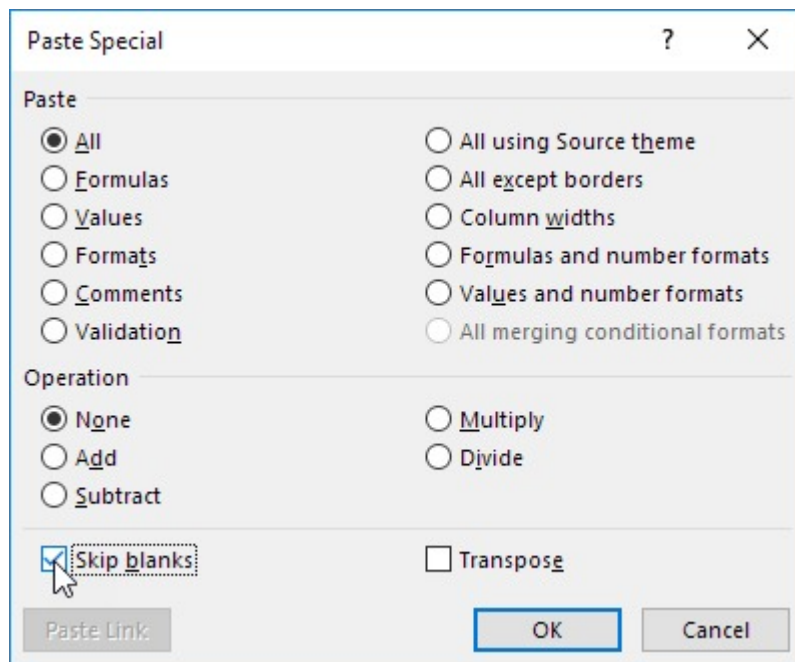 Paste Special ?
Paste
All
All using Source theme
Formulas
All except borders
Values
Column widths
Formats
Formulas and number formats
Comments
Values and number formats
Validation
All merging conditional formats
Operation
None
Multiply
Add
Divide
Subtract
Skip blanks
Transpose
Paste Link
OK
Cancel